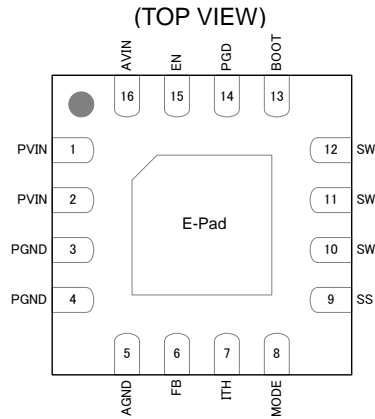 (TOP VIEW)
AVIN EN PGD BOOT
16 15 14 13
PVIN 1 12 SW
PVIN 2 11 SW
E-Pad
PGND 3 10 SW
PGND 4 9 SS
5 6 7 8
AGND FB ITH MODE